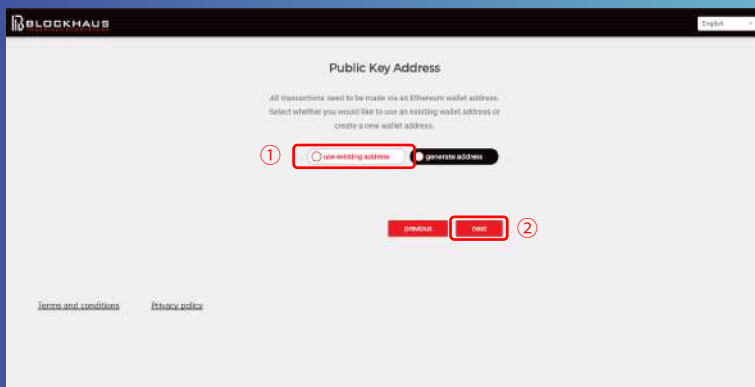 BLOCKHAUS
English
Public Key Address
All transactions need to be made via an Ethereum wallet address.
Select whether you would like to use an existing wallet address or
create a new wallet address.
① use existing address generate address
previous next ②
Terms and conditions Privacy policy